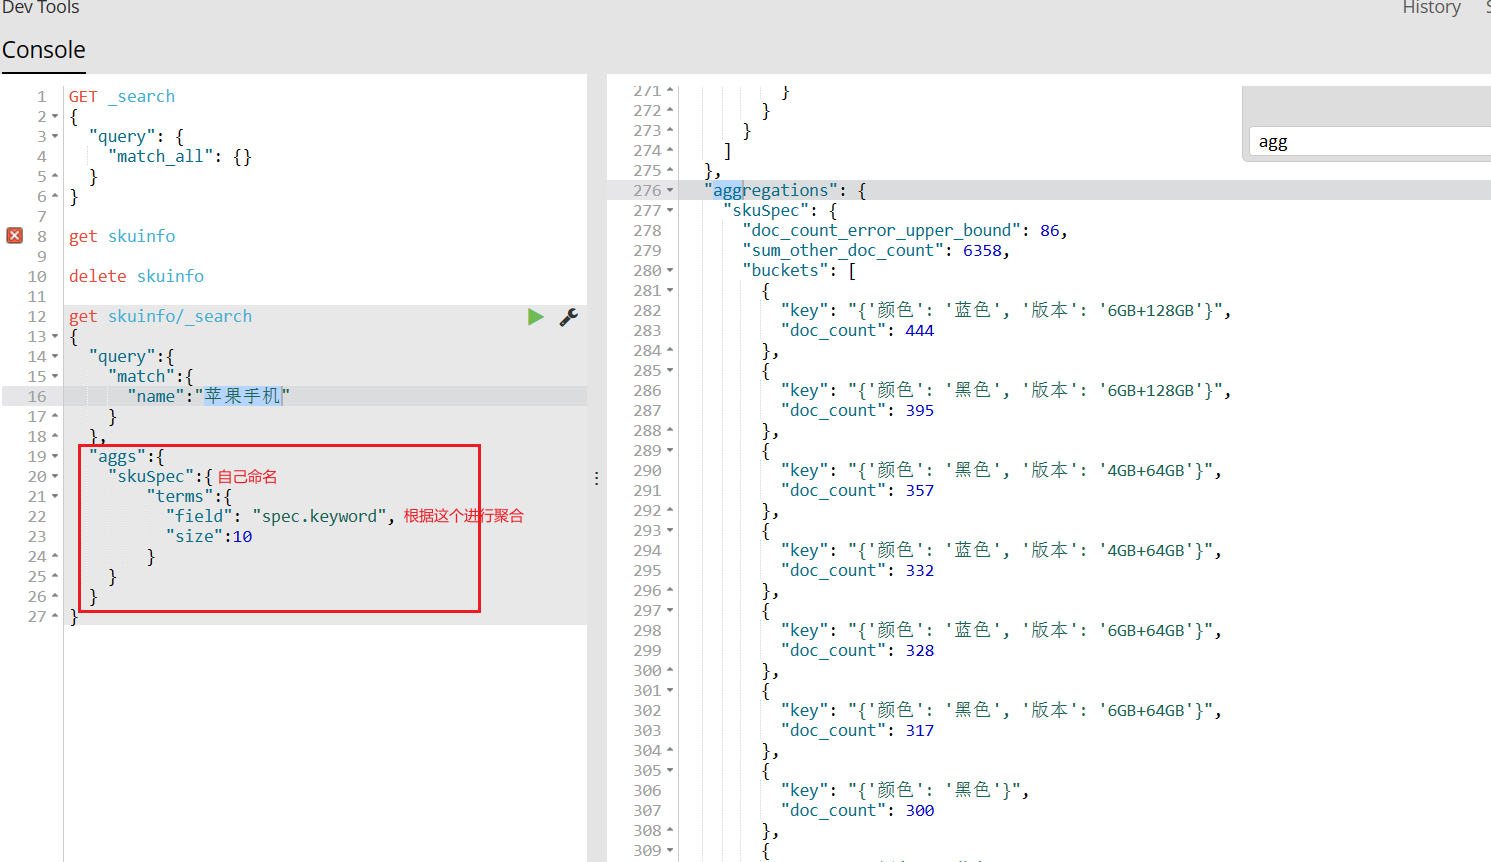 Dev Tools
History
Console
1 GET _search
2 {
3 "query": {
4 "match_all": {}
5 }
6 }
7
8 get skuinfo
9
10 delete skuinfo
11
12 get skuinfo/_search
13 {
14 "query":{
15 "match":{
16 "name":"苹果手机"
17 }
18 },
19 "aggs":{
20 "skuSpec":{ 自己命名
21 "terms":{
22 "field": "spec.keyword", 根据这个进行聚合
23 "size":10
24 }
25 }
26 }
27 }
agg
271 }
272 }
273 }
274 ]
275 },
276 "aggregations": {
277 "skuSpec": {
278 "doc_count_error_upper_bound": 86,
279 "sum_other_doc_count": 6358,
280 "buckets": [
281 {
282 "key": "{'颜色': '蓝色', '版本': '6GB+128GB'}",
283 "doc_count": 444
284 },
285 {
286 "key": "{'颜色': '黑色', '版本': '6GB+128GB'}",
287 "doc_count": 395
288 },
289 {
290 "key": "{'颜色': '黑色', '版本': '4GB+64GB'}",
291 "doc_count": 357
292 },
293 {
294 "key": "{'颜色': '蓝色', '版本': '4GB+64GB'}",
295 "doc_count": 332
296 },
297 {
298 "key": "{'颜色': '蓝色', '版本': '6GB+64GB'}",
299 "doc_count": 328
300 },
301 {
302 "key": "{'颜色': '黑色', '版本': '6GB+64GB'}",
303 "doc_count": 317
304 },
305 {
306 "key": "{'颜色': '黑色'}",
307 "doc_count": 300
308 },
309 {